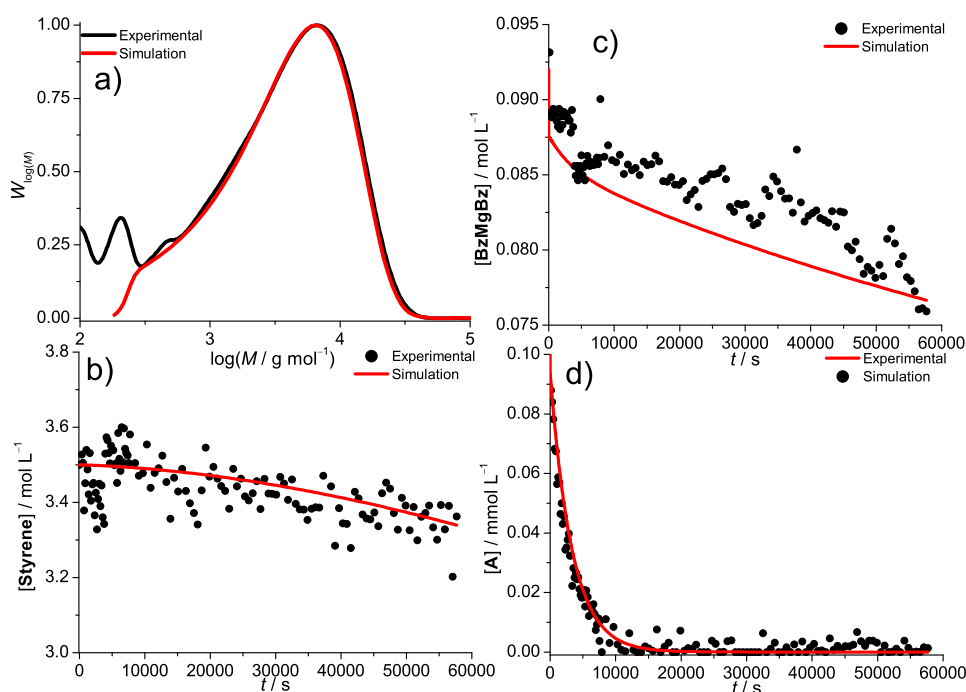 Experimental
Simulation
a)
1.00
0.75
0.50
0.25
0.00
W log(M)
2 3 4 5
log(M / g mol⁻¹)
Experimental
Simulation
c)
0.095
0.090
0.085
0.080
0.075
[BzMgBz] / mol L⁻¹
0 10000 20000 30000 40000 50000 60000
t / s
Experimental
Simulation
b)
3.8
3.6
3.4
3.2
3.0
[Styrene] / mol L⁻¹
0 10000 20000 30000 40000 50000 60000
t / s
Experimental
Simulation
d)
0.10
0.08
0.06
0.04
0.02
0.00
[A] / mmol L⁻¹
0 10000 20000 30000 40000 50000 60000
t / s